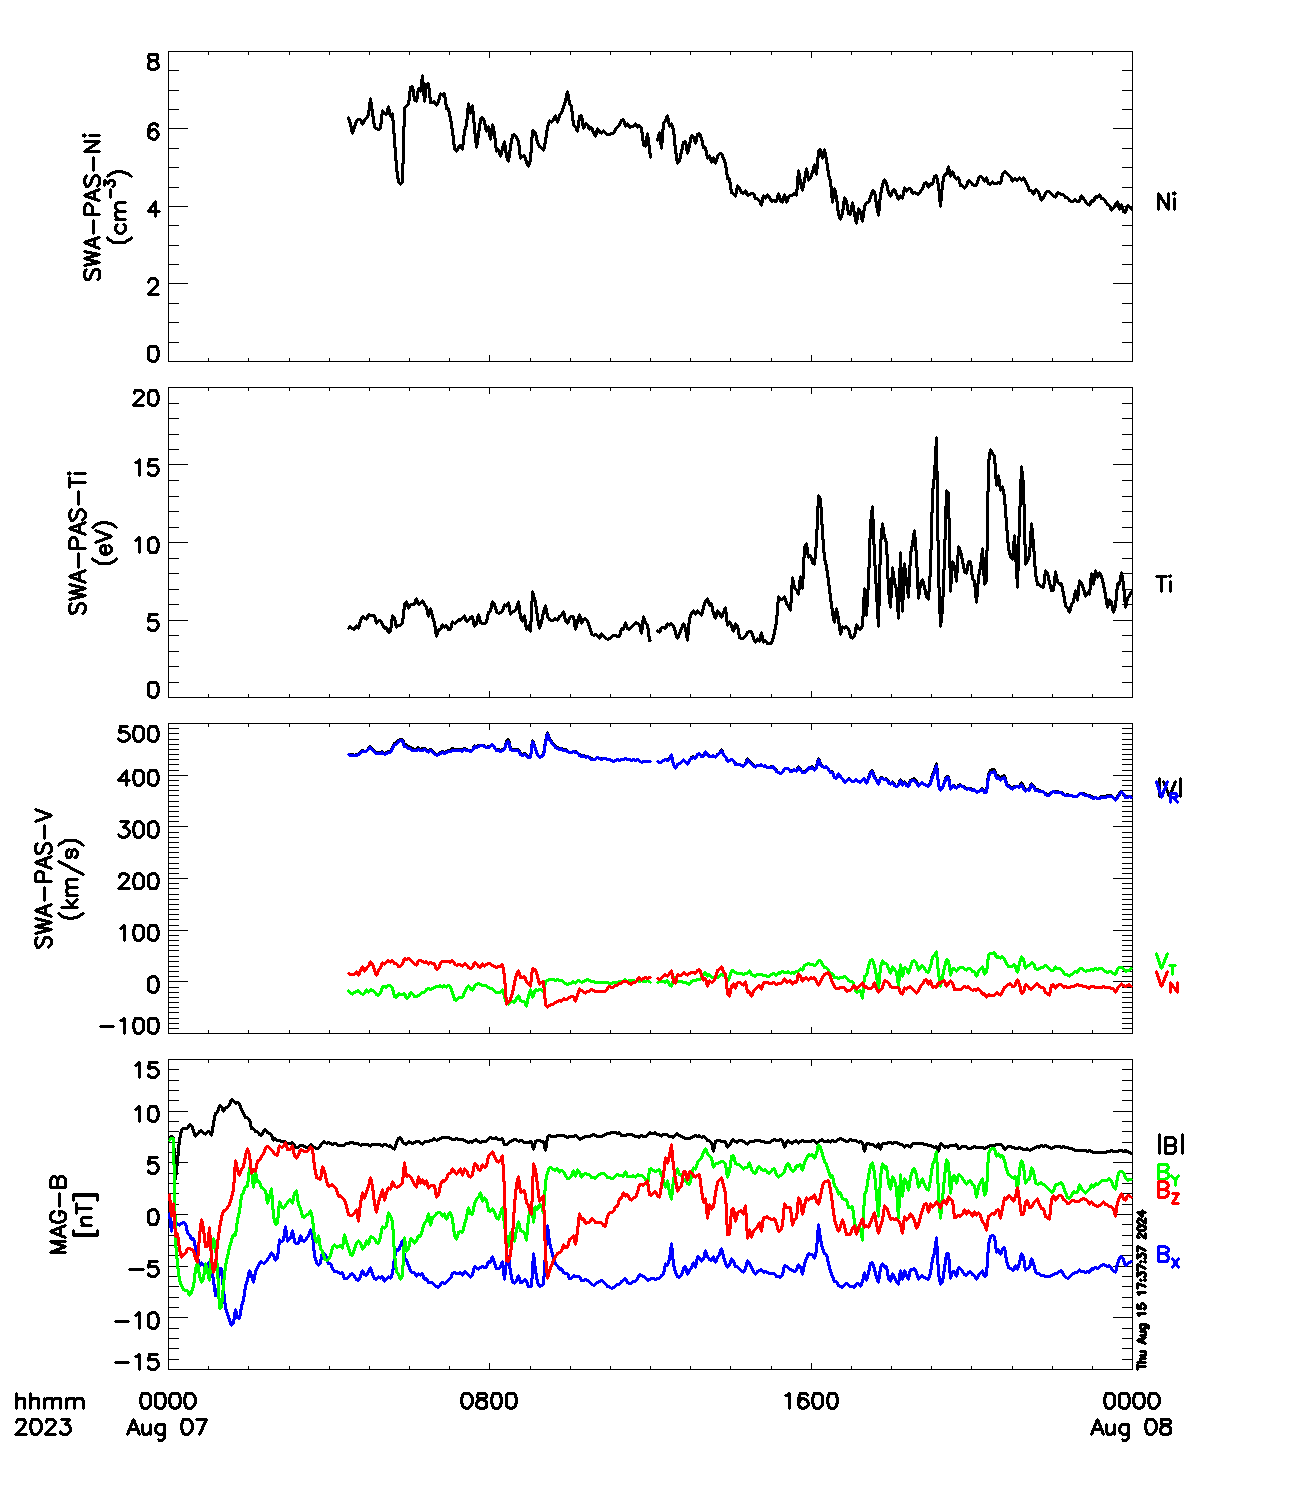 8
6
4
2
0
SWA-PAS-Ni
(cm⁻³)
Ni
20
15
10
5
0
SWA-PAS-Ti
(eV)
Ti
500
400
300
200
100
0
-100
SWA-PAS-V
(km/s)
|V|
V_R
V_T
V_N
15
10
5
0
-5
-10
-15
MAG-B
[nT]
|B|
B_Y
B_Z
B_X
Thu Aug 15 17:37:37 2024
hhmm 0000 0800 1600 0000
2023 Aug 07 Aug 08